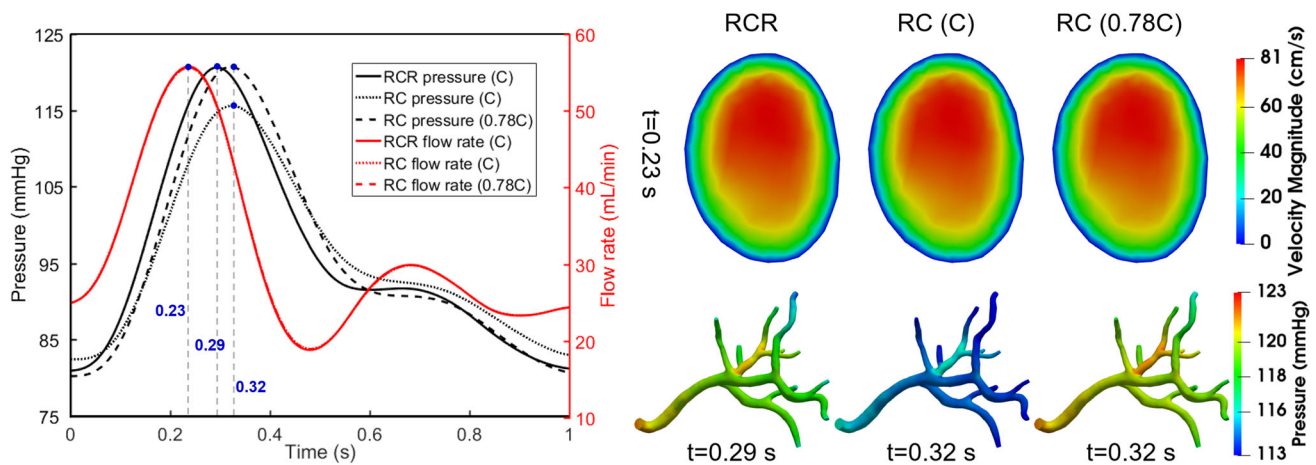 125
115
105
95
85
75
Pressure (mmHg)
0
0.2
0.4
0.6
0.8
1
Time (s)
60
50
40
30
20
10
Flow rate (mL/min)
RCR pressure (C)
RC pressure (C)
RC pressure (0.78C)
RCR flow rate (C)
RC flow rate (C)
RC flow rate (0.78C)
0.23
0.29
0.32
RCR
RC (C)
RC (0.78C)
t=0.23 s
81
60
40
20
0
Velocity Magnitude (cm/s)
t=0.29 s
t=0.32 s
t=0.32 s
123
120
118
116
113
Pressure (mmHg)